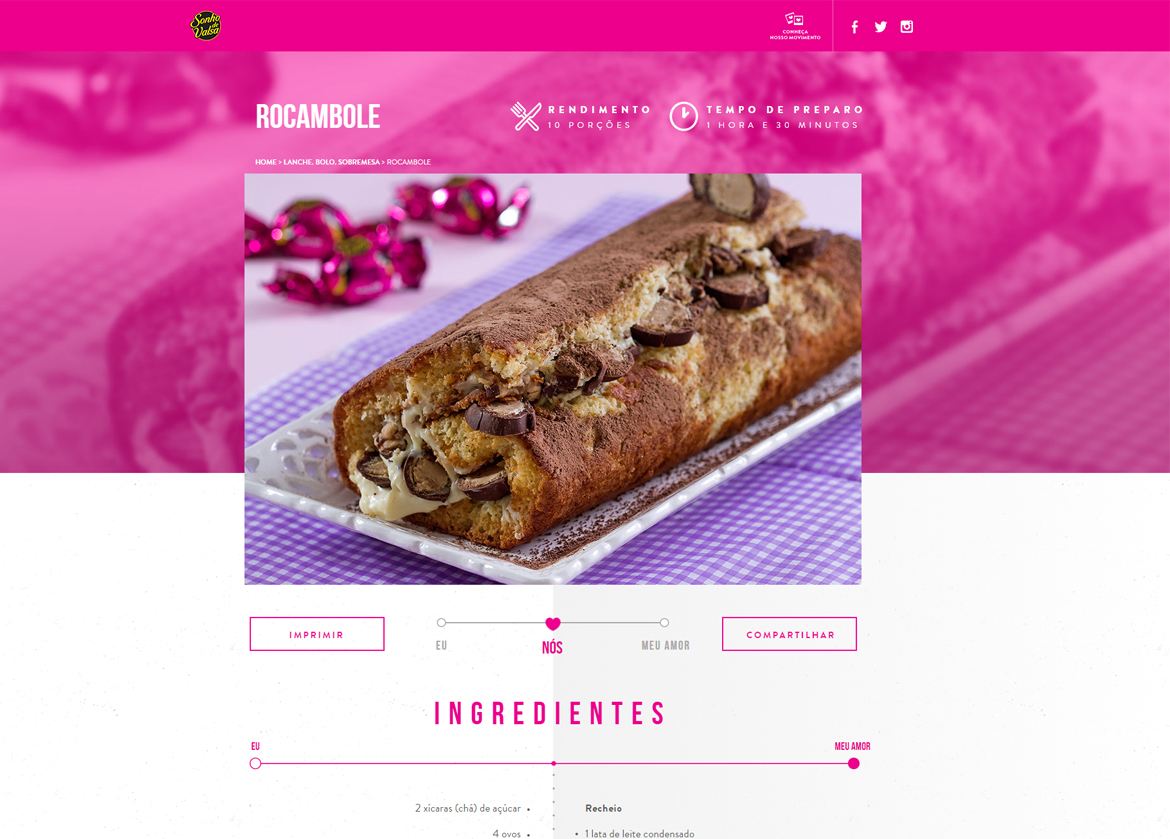 Sonho
de
Valsa
CONHEÇA
NOSSO MOVIMENTO
ROCAMBOLE
RENDIMENTO
10 PORÇÕES
TEMPO DE PREPARO
1 HORA E 30 MINUTOS
HOME > LANCHE, BOLO, SOBREMESA > ROCAMBOLE
IMPRIMIR
EU
NÓS
MEU AMOR
COMPARTILHAR
INGREDIENTES
EU
MEU AMOR
2 xícaras (chá) de açúcar •
4 ovos •
Recheio
• 1 lata de leite condensado